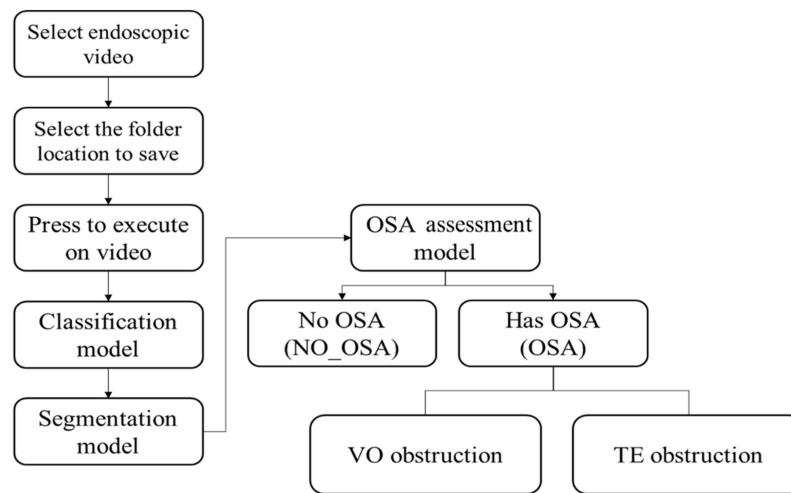 Select endoscopic
video
Select the folder
location to save
Press to execute
on video
Classification
model
Segmentation
model
OSA assessment
model
No OSA
(NO_OSA)
Has OSA
(OSA)
VO obstruction
TE obstruction